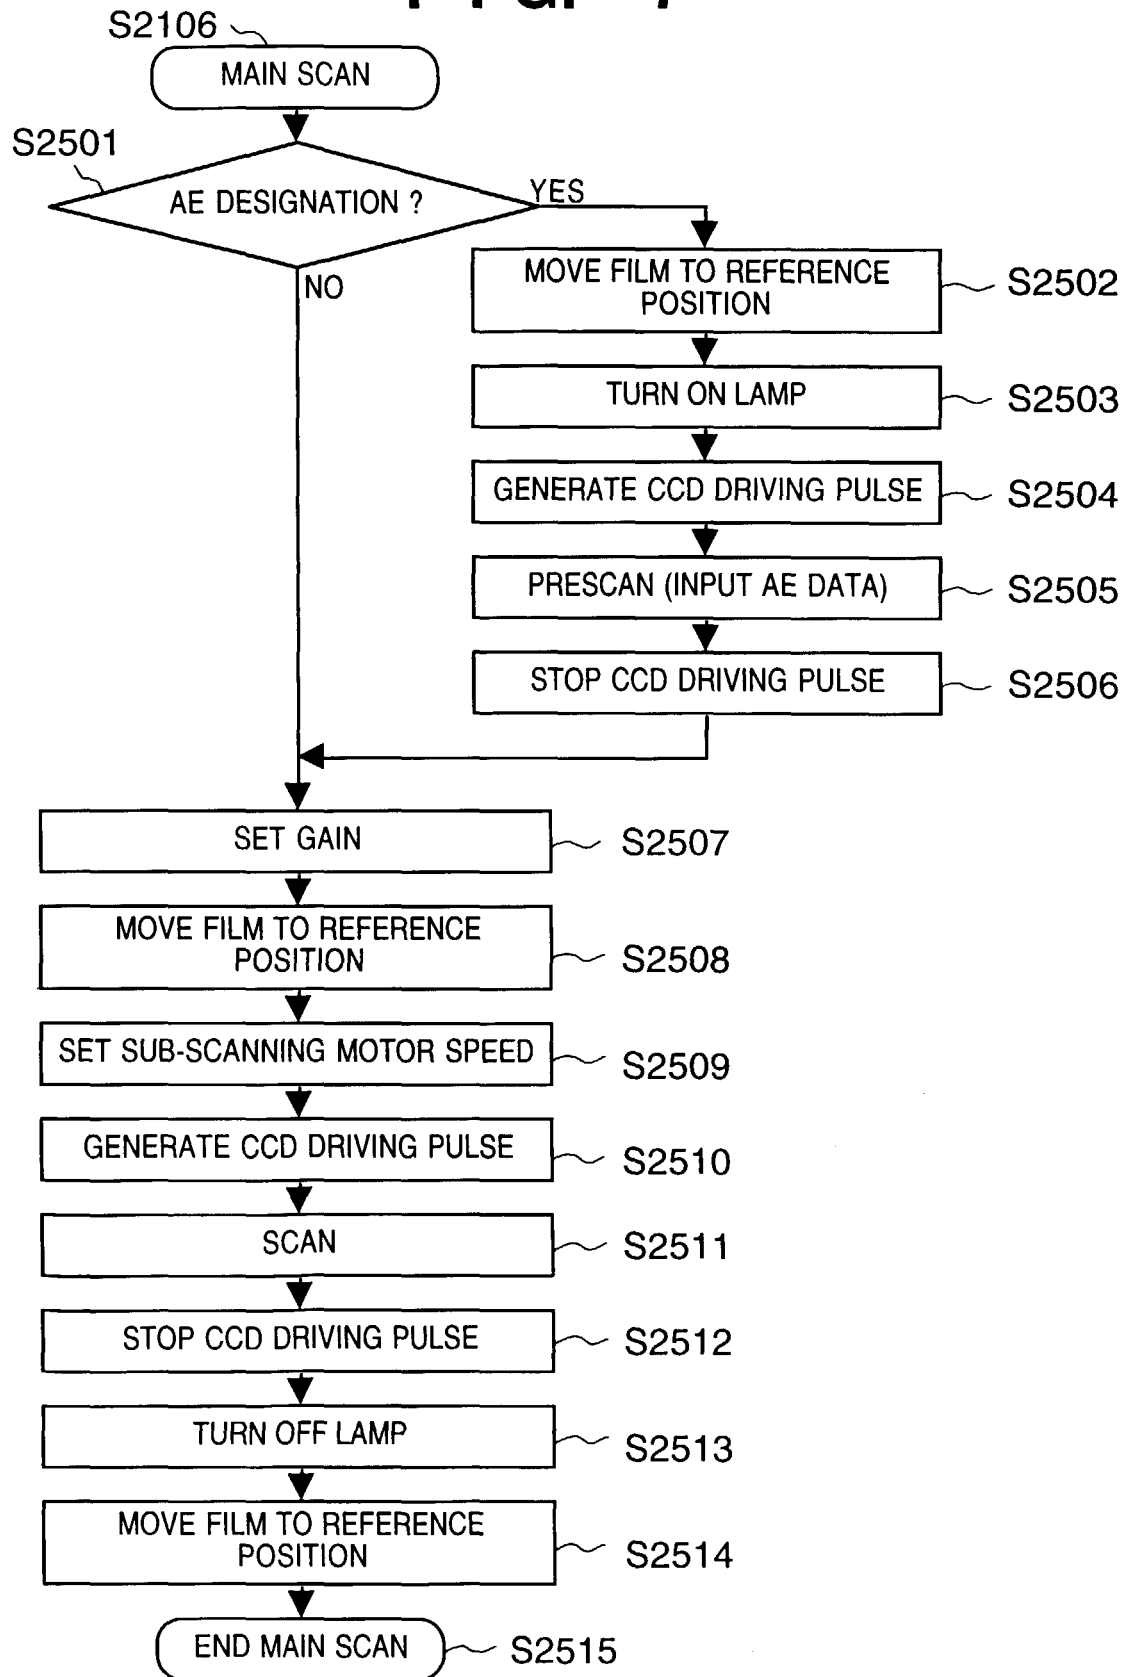 S2106
MAIN SCAN
S2501
AE DESIGNATION ?
YES
NO
MOVE FILM TO REFERENCE
POSITION
S2502
TURN ON LAMP
S2503
GENERATE CCD DRIVING PULSE
S2504
PRESCAN (INPUT AE DATA)
S2505
STOP CCD DRIVING PULSE
S2506
SET GAIN
S2507
MOVE FILM TO REFERENCE
POSITION
S2508
SET SUB-SCANNING MOTOR SPEED
S2509
GENERATE CCD DRIVING PULSE
S2510
SCAN
S2511
STOP CCD DRIVING PULSE
S2512
TURN OFF LAMP
S2513
MOVE FILM TO REFERENCE
POSITION
S2514
END MAIN SCAN
S2515